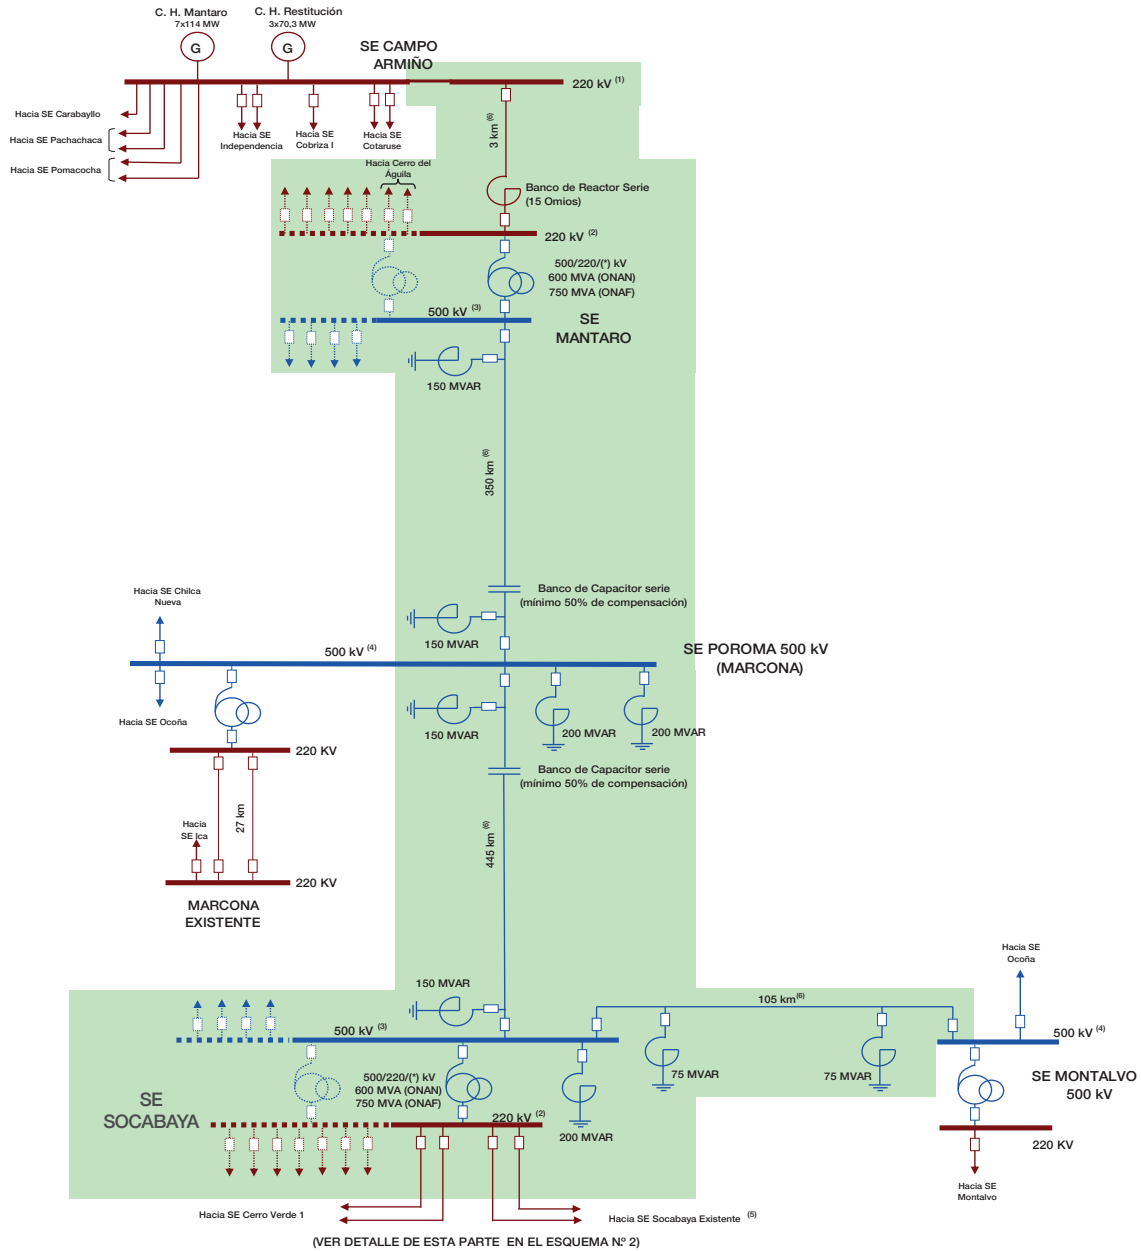 C. H. Mantaro
7x114 MW
C. H. Restitución
3x70,3 MW
G
G
SE CAMPO
ARMIÑO
220 kV (1)
Hacia SE Carabayllo
Hacia SE Pachachaca
Hacia SE Pomacocha
Hacia SE
Independencia
Hacia SE
Cobriza I
Hacia SE
Cotaruse
3 km (6)
Hacia Cerro del
Águila
Banco de Reactor Serie
(15 Omios)
220 kV (2)
500/220/(*) kV
600 MVA (ONAN)
750 MVA (ONAF)
500 kV (3)
SE
MANTARO
150 MVAR
350 km (6)
Banco de Capacitor serie
(mínimo 50% de compensación)
Hacia SE Chilca
Nueva
150 MVAR
500 kV (4)
SE POROMA 500 kV
(MARCONA)
Hacia SE Ocoña
150 MVAR
200 MVAR
200 MVAR
220 KV
Banco de Capacitor serie
(mínimo 50% de compensación)
27 km
Hacia
SE Ica
445 km (6)
220 KV
MARCONA
EXISTENTE
150 MVAR
Hacia SE
Ocoña
105 km(6)
500 kV (3)
500 kV (4)
75 MVAR
75 MVAR
500/220/(*) kV
600 MVA (ONAN)
750 MVA (ONAF)
SE
SOCABAYA
SE MONTALVO
500 kV
220 kV (2)
200 MVAR
220 KV
Hacia SE
Montalvo
Hacia SE Cerro Verde 1
Hacia SE Socabaya Existente (5)
(VER DETALLE DE ESTA PARTE EN EL ESQUEMA N.º 2)